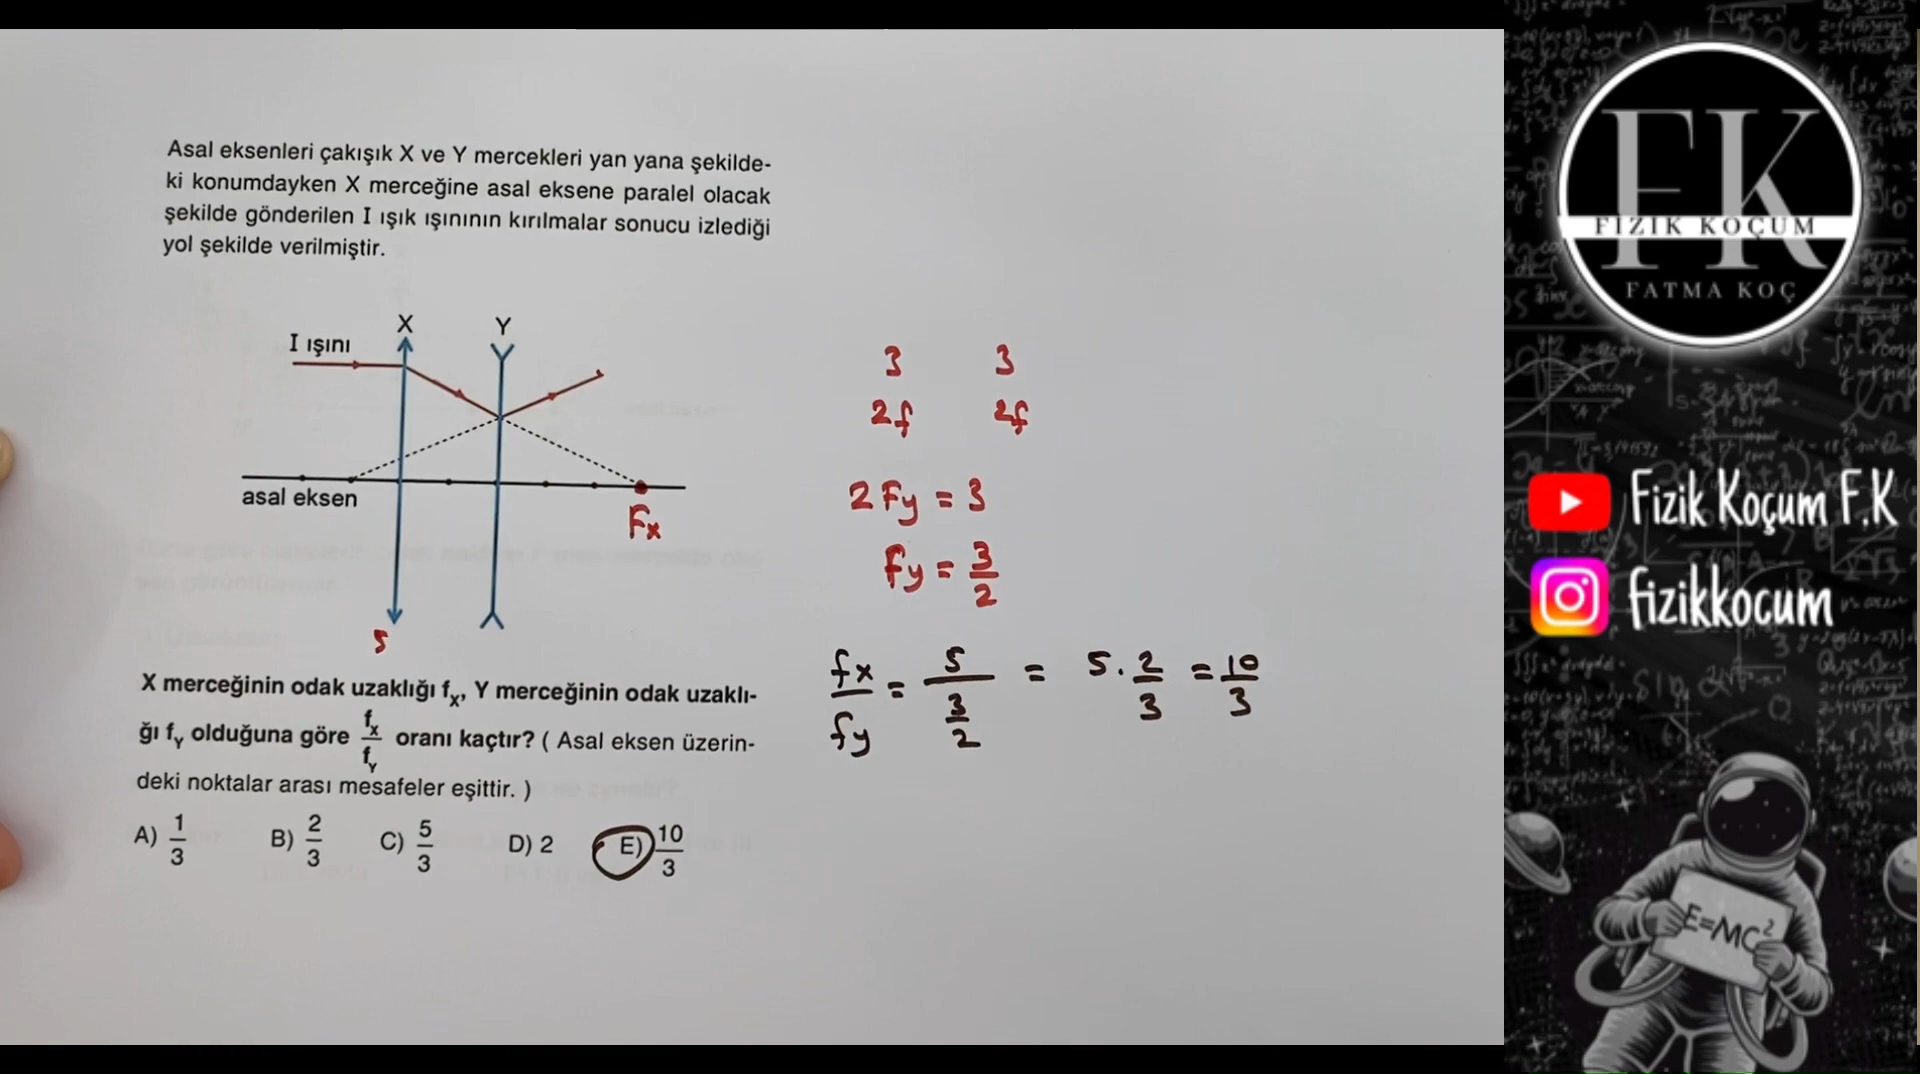 Asal eksenleri çakışık X ve Y mercekleri yan yana şekilde-
ki konumdayken X merceğine asal eksene paralel olacak
şekilde gönderilen I ışık ışınının kırılmalar sonucu izlediği
yol şekilde verilmiştir.
X
Y
I ışını
asal eksen
Fx
5
3 3
2f 2f
2Fy = 3
fy = 3/2
fx/fy = 5/(3/2) = 5 . 2/3 = 10/3
X merceğinin odak uzaklığı fx, Y merceğinin odak uzaklı-
ğı fY olduğuna göre fx/fY oranı kaçtır? ( Asal eksen üzerin-
deki noktalar arası mesafeler eşittir. )
A) 1/3 B) 2/3 C) 5/3 D) 2 E) 10/3
FK
FİZİK KOÇUM
FATMA KOÇ
Fizik Koçum F.K
fizikkocum
E=MC²